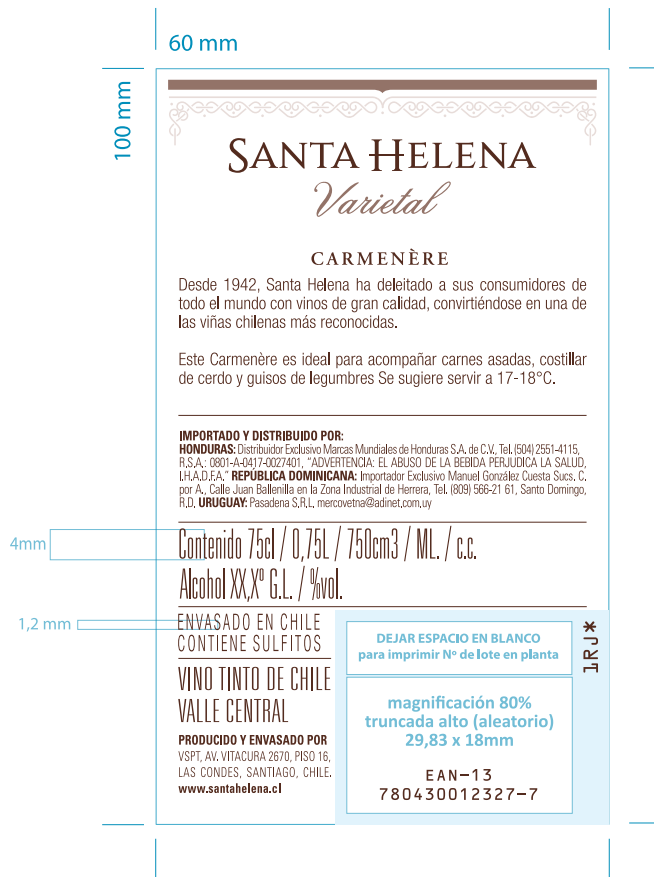 60 mm
100 mm
SANTA HELENA
Varietal
CARMENÈRE
Desde 1942, Santa Helena ha deleitado a sus consumidores de
todo el mundo con vinos de gran calidad, convirtiéndose en una de
las viñas chilenas más reconocidas.
Este Carmenère es ideal para acompañar carnes asadas, costillar
de cerdo y guisos de legumbres Se sugiere servir a 17-18°C.
IMPORTADO Y DISTRIBUIDO POR:
HONDURAS: Distribuidor Exclusivo Marcas Mundiales de Honduras S.A. de C.V., Tel. (504) 2551-4115,
R.S.A.: 0801-A-0417-0027401, "ADVERTENCIA: EL ABUSO DE LA BEBIDA PERJUDICA LA SALUD,
I.H.A.D.F.A." REPÚBLICA DOMINICANA: Importador Exclusivo Manuel González Cuesta Sucs. C.
por A., Calle Juan Ballenilla en la Zona Industrial de Herrera, Tel. (809) 566-21 61, Santo Domingo,
R.D. URUGUAY: Pasadena S.R.L. mercovetna@adinet.com.uy
4mm
Contenido 75cl / 0,75L / 750cm3 / ML. / c.c.
Alcohol XX,Xº G.L. / %vol.
1,2 mm
ENVASADO EN CHILE
CONTIENE SULFITOS
VINO TINTO DE CHILE
VALLE CENTRAL
PRODUCIDO Y ENVASADO POR
VSPT, AV. VITACURA 2670, PISO 16,
LAS CONDES, SANTIAGO, CHILE.
www.santahelena.cl
DEJAR ESPACIO EN BLANCO
para imprimir Nº de lote en planta
1RJ*
magnificación 80%
truncada alto (aleatorio)
29,83 x 18mm
EAN-13
780430012327-7